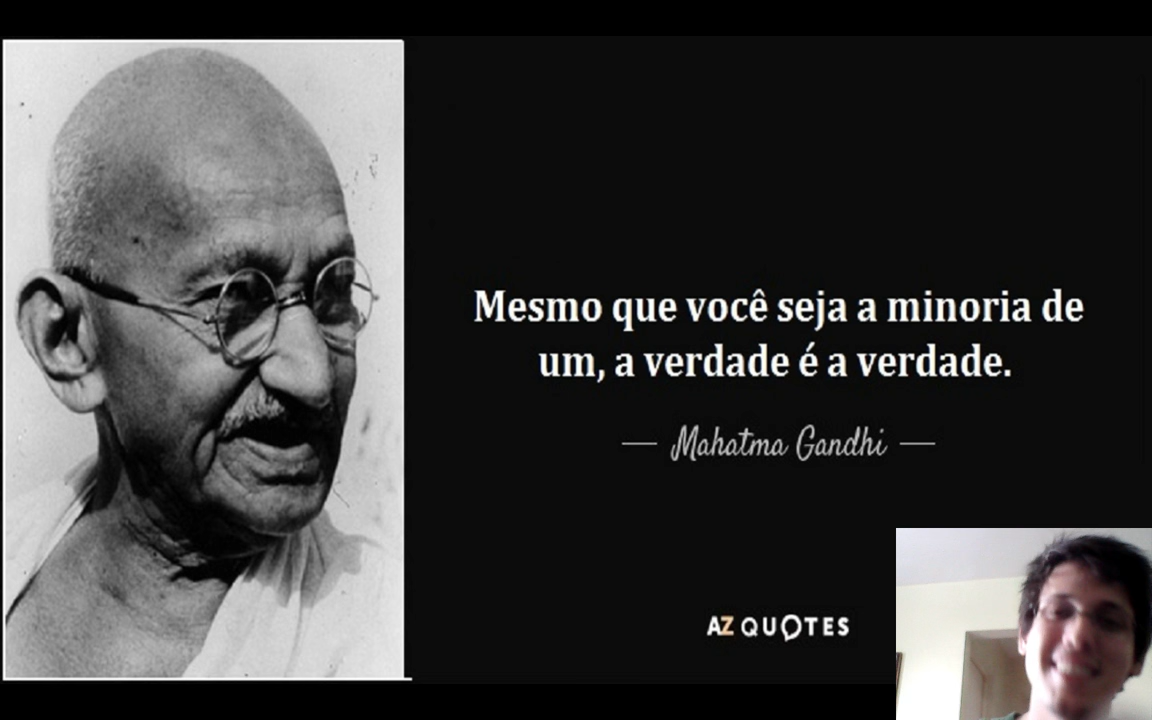 Mesmo que você seja a minoria de
um, a verdade é a verdade.
Mahatma Gandhi
AZ QUOTES